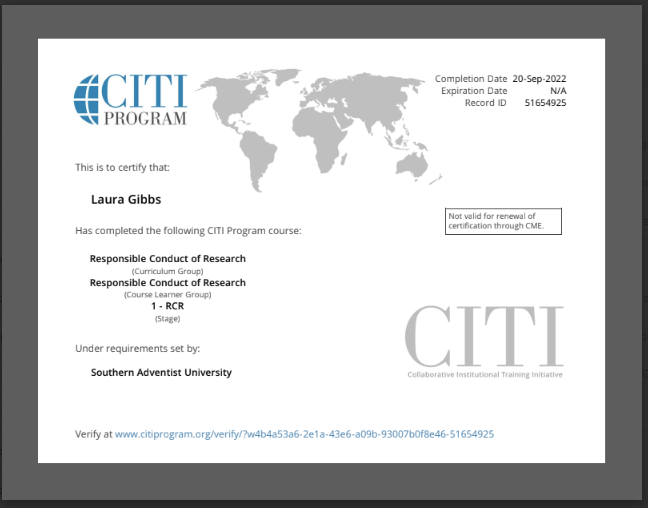 CITI
PROGRAM
Completion Date 20-Sep-2022
Expiration Date N/A
Record ID 51654925
This is to certify that:
Laura Gibbs
Not valid for renewal of
certification through CME.
Has completed the following CITI Program course:
Responsible Conduct of Research
(Curriculum Group)
Responsible Conduct of Research
(Course Learner Group)
1 - RCR
(Stage)
Under requirements set by:
Southern Adventist University
CITI
Collaborative Institutional Training Initiative
Verify at www.citiprogram.org/verify/?w4b4a53a6-2e1a-43e6-a09b-93007b0f8e46-51654925